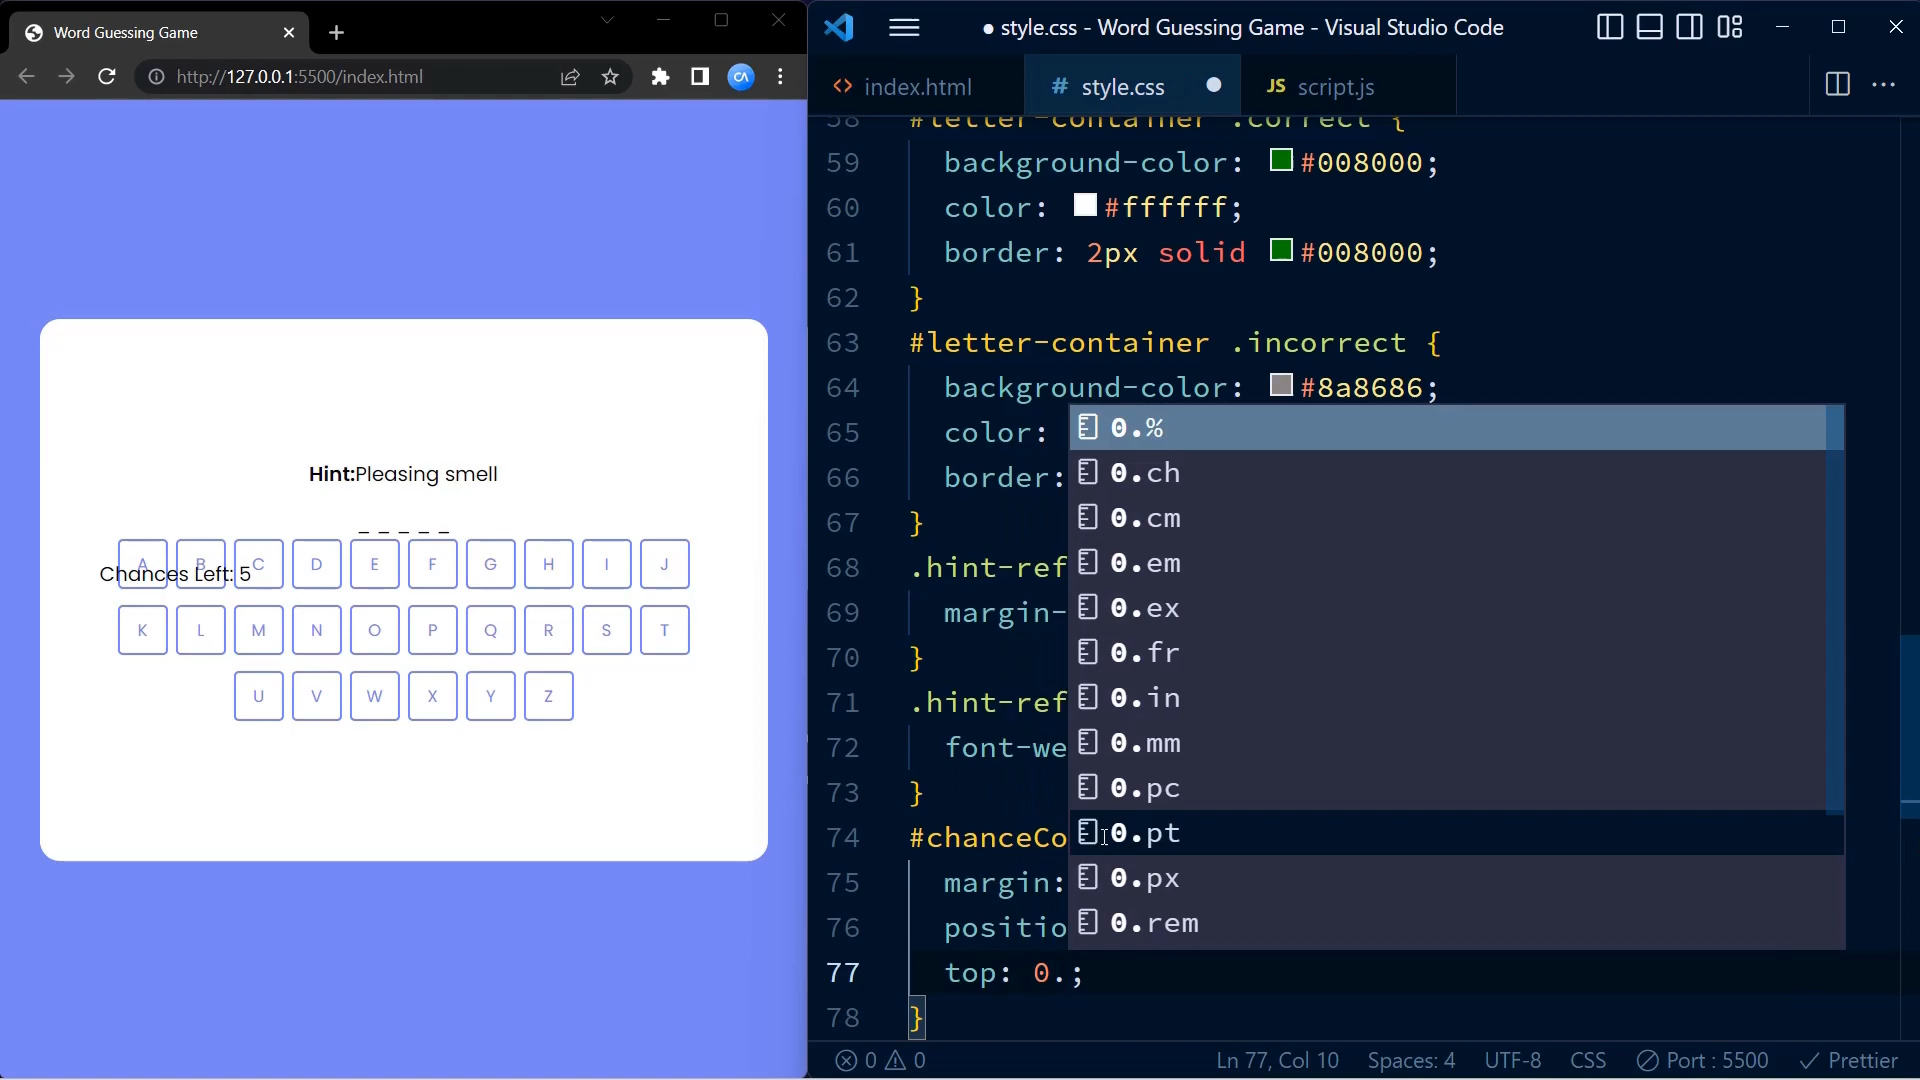 Word Guessing Game
http://127.0.0.1:5500/index.html
Hint:Pleasing smell
_ _ _ _ _
A B C D E F G H I J
Chances Left: 5
K L M N O P Q R S T
U V W X Y Z
● style.css - Word Guessing Game - Visual Studio Code
index.html
# style.css
JS script.js
58 #letter-container .correct {
59 background-color: #008000;
60 color: #ffffff;
61 border: 2px solid #008000;
62 }
63 #letter-container .incorrect {
64 background-color: #8a8686;
65 color:
66 border:
67 }
68 .hint-ref
69 margin-
70 }
71 .hint-ref
72 font-we
73 }
74 #chanceCo
75 margin:
76 positio
77 top: 0.;
78 }
0.%
0.ch
0.cm
0.em
0.ex
0.fr
0.in
0.mm
0.pc
0.pt
0.px
0.rem
0 0 Ln 77, Col 10 Spaces: 4 UTF-8 CSS Port : 5500 Prettier